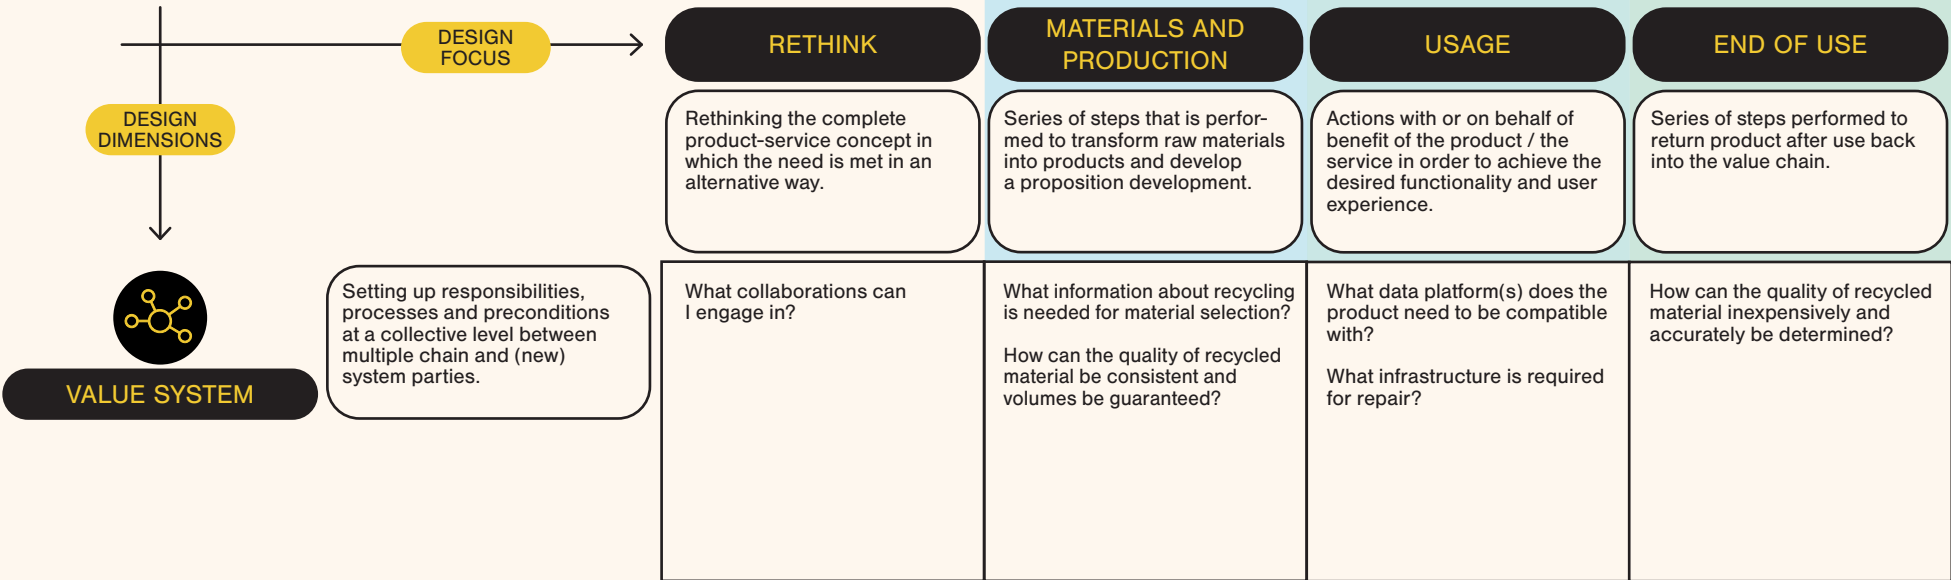 DESIGN
FOCUS
DESIGN
DIMENSIONS
RETHINK
MATERIALS AND
PRODUCTION
USAGE
END OF USE
Rethinking the complete
product-service concept in
which the need is met in an
alternative way.
Series of steps that is perfor-
med to transform raw materials
into products and develop
a proposition development.
Actions with or on behalf of
benefit of the product / the
service in order to achieve the
desired functionality and user
experience.
Series of steps performed to
return product after use back
into the value chain.
VALUE SYSTEM
Setting up responsibilities,
processes and preconditions
at a collective level between
multiple chain and (new)
system parties.
What collaborations can
I engage in?
What information about recycling
is needed for material selection?
How can the quality of recycled
material be consistent and
volumes be guaranteed?
What data platform(s) does the
product need to be compatible
with?
What infrastructure is required
for repair?
How can the quality of recycled
material inexpensively and
accurately be determined?